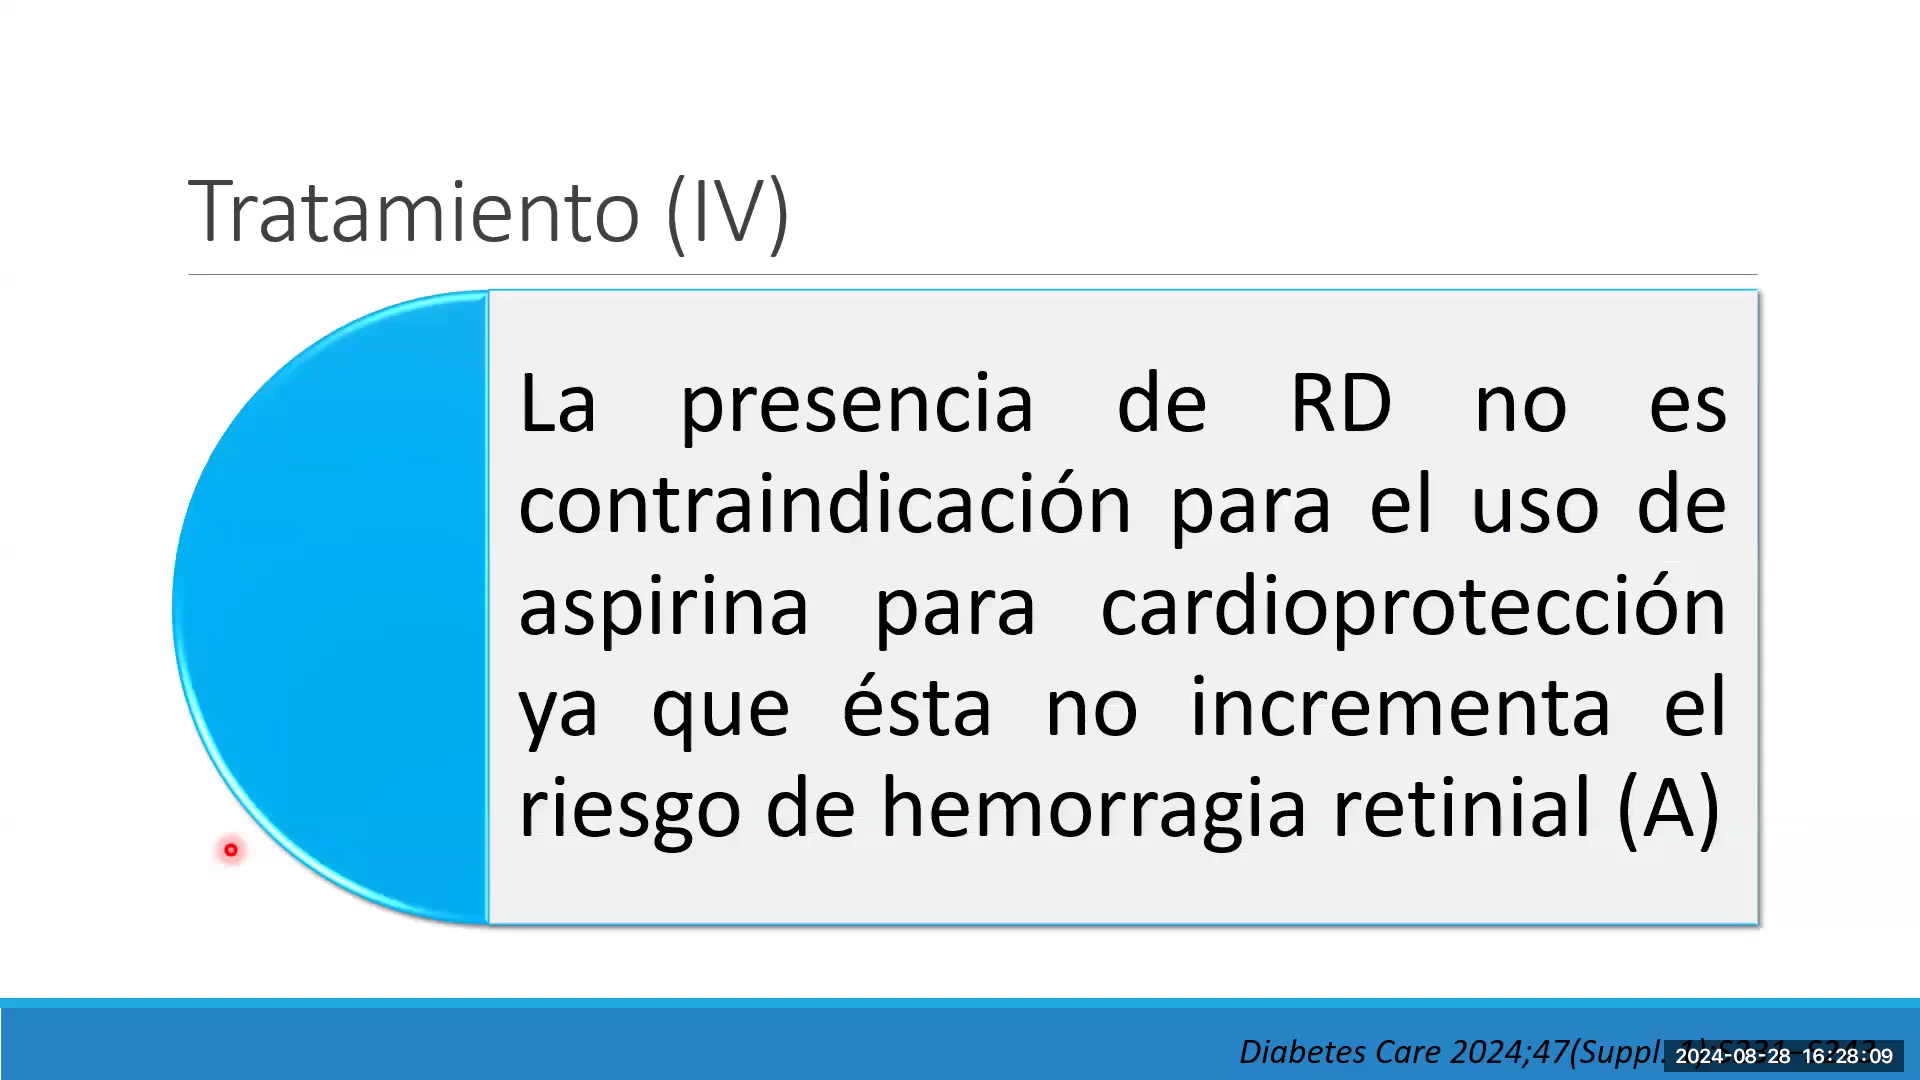 Tratamiento (IV)
La presencia de RD no es
contraindicación para el uso de
aspirina para cardioprotección
ya que ésta no incrementa el
riesgo de hemorragia retinial (A)
Diabetes Care 2024;47(Suppl.
2024-08-28 16:28:09